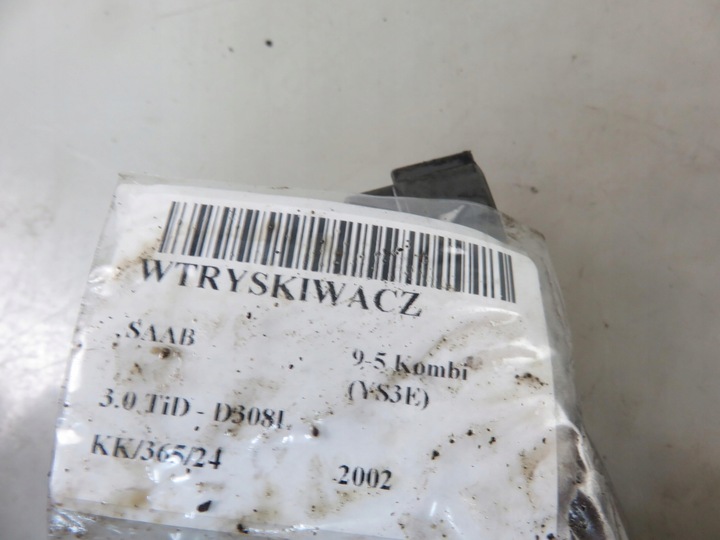 WTRYSKIWACZ
SAAB 9-5 Kombi
(YS3E)
3.0 TiD - D308L
KK/365/24 2002